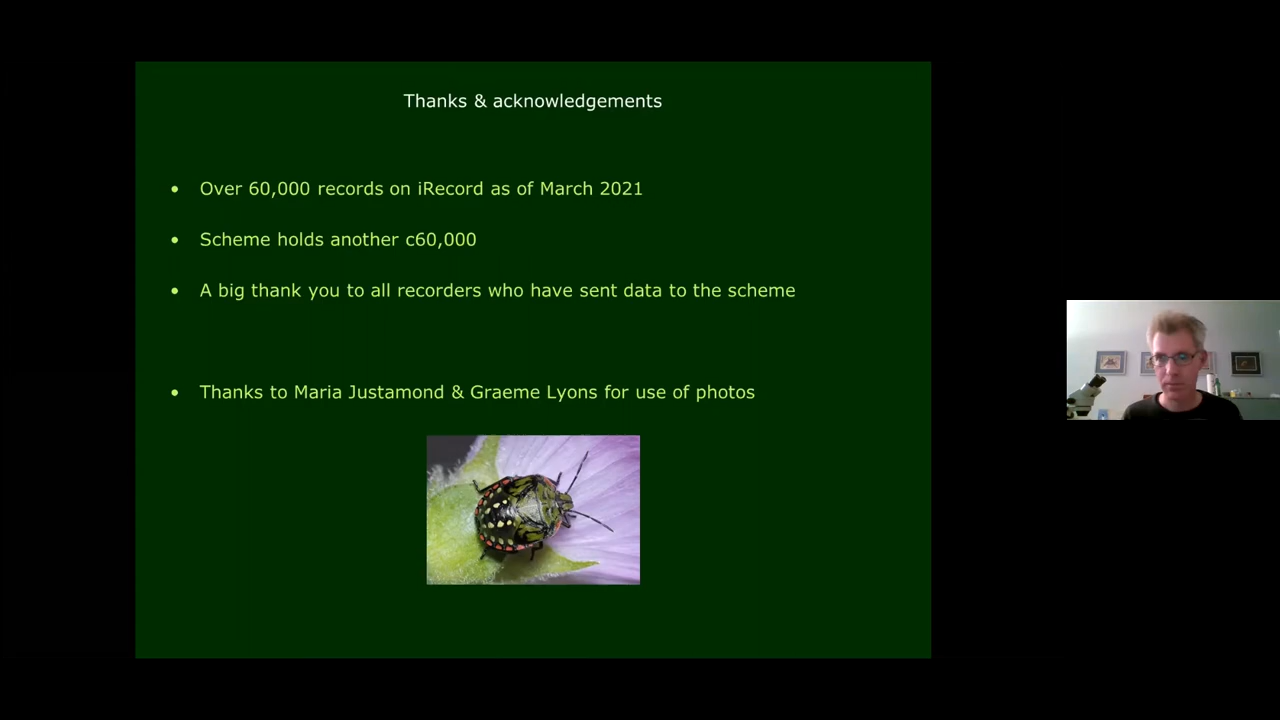 Thanks & acknowledgements
• Over 60,000 records on iRecord as of March 2021
• Scheme holds another c60,000
• A big thank you to all recorders who have sent data to the scheme
• Thanks to Maria Justamond & Graeme Lyons for use of photos